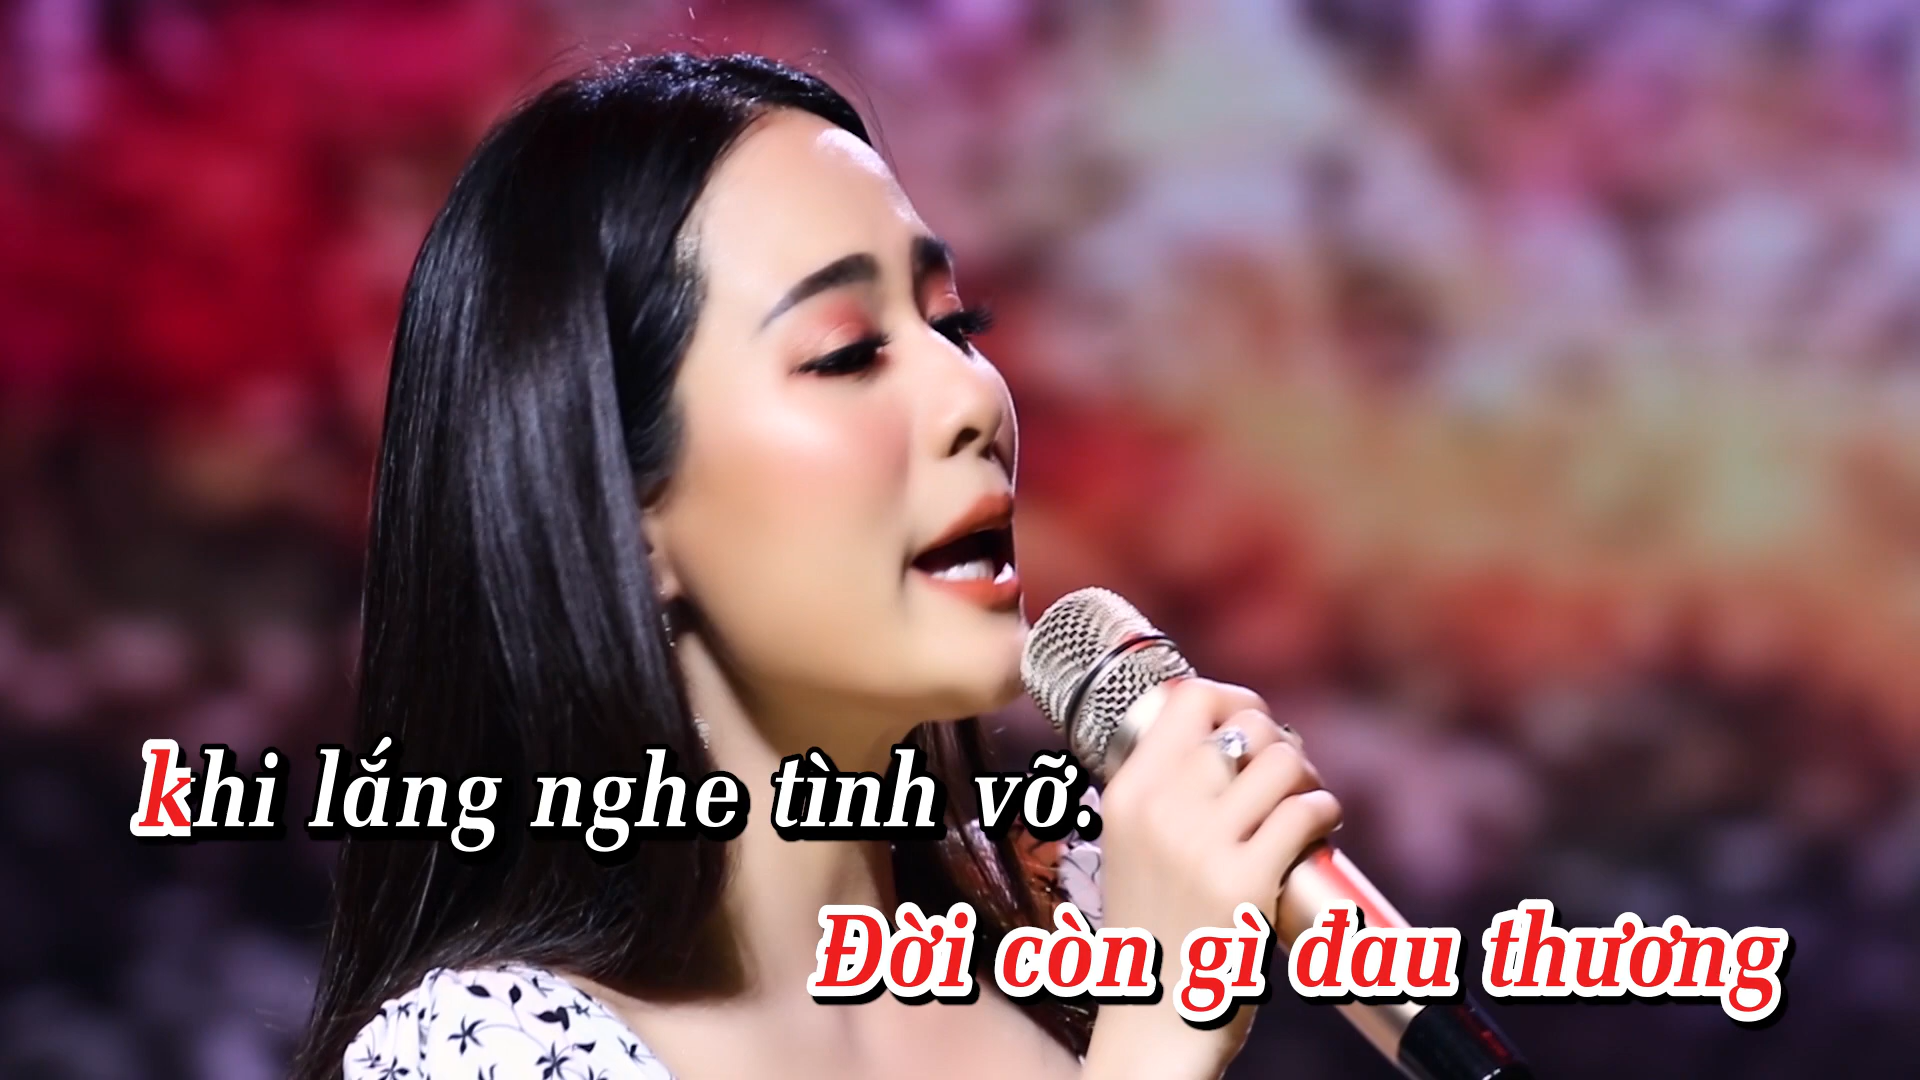 khi lắng nghe tình vỡ.
Đời còn gì đau thương